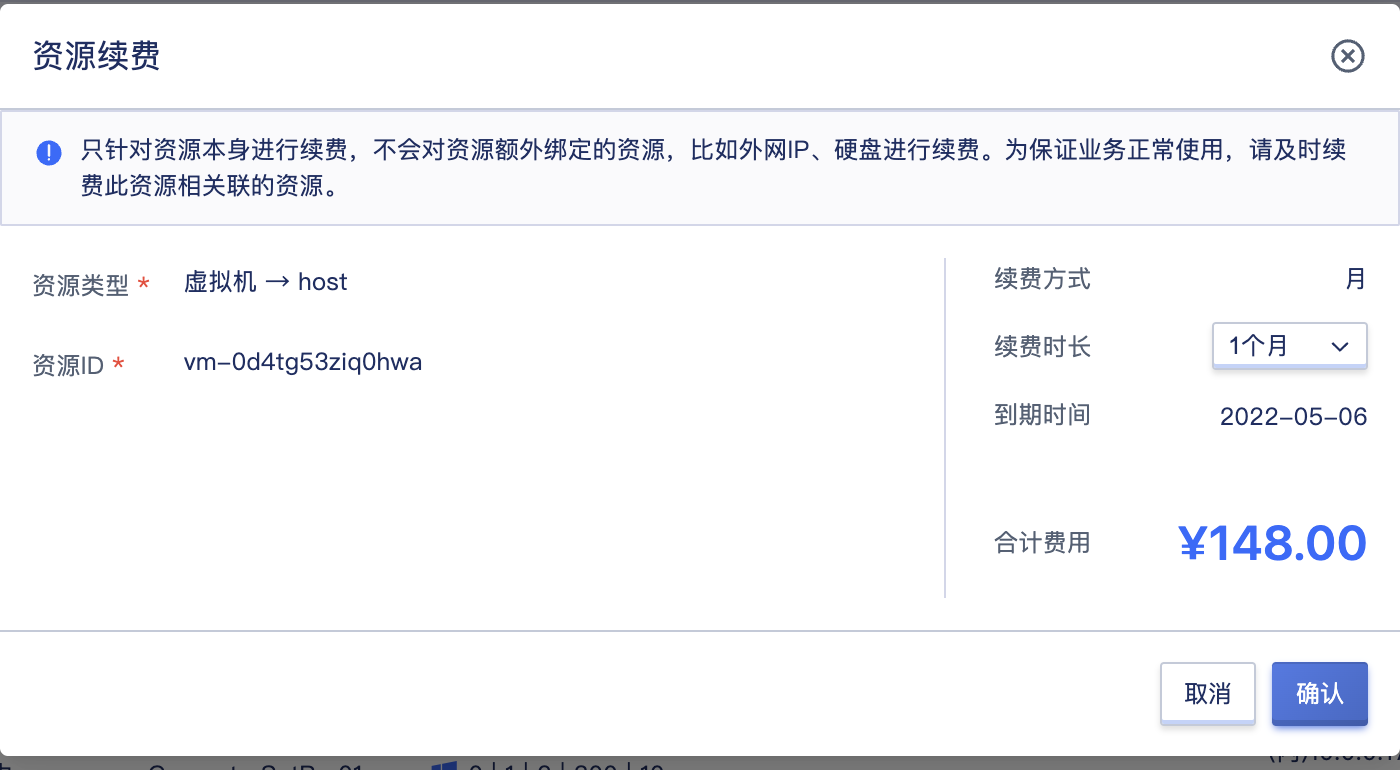 资源续费
只针对资源本身进行续费，不会对资源额外绑定的资源，比如外网IP、硬盘进行续费。为保证业务正常使用，请及时续
费此资源相关联的资源。
资源类型 * 虚拟机 → host
资源ID * vm-0d4tg53ziq0hwa
续费方式 月
续费时长 1个月
到期时间 2022-05-06
合计费用 ¥148.00
取消 确认